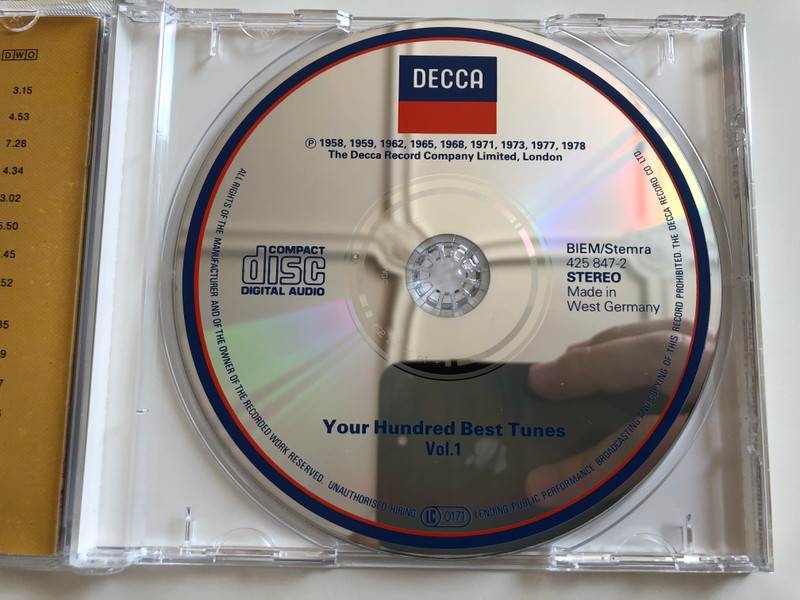 DWO
3.15
4.53
7.28
4.34
3.02
5.50
.45
52
35
9
DECCA
℗ 1958, 1959, 1962, 1965, 1968, 1971, 1973, 1977, 1978
The Decca Record Company Limited, London
COMPACT
disc
DIGITAL AUDIO
BIEM/Stemra
425 847-2
STEREO
Made in
West Germany
Your Hundred Best Tunes
Vol.1
ALL RIGHTS OF THE MANUFACTURER AND OF THE OWNER OF THE RECORDED WORK RESERVED. UNAUTHORISED HIRING LC 0171 LENDING PUBLIC PERFORMANCE BROADCASTING AND COPYING OF THIS RECORD PROHIBITED. THE DECCA RECORD CO. LTD.